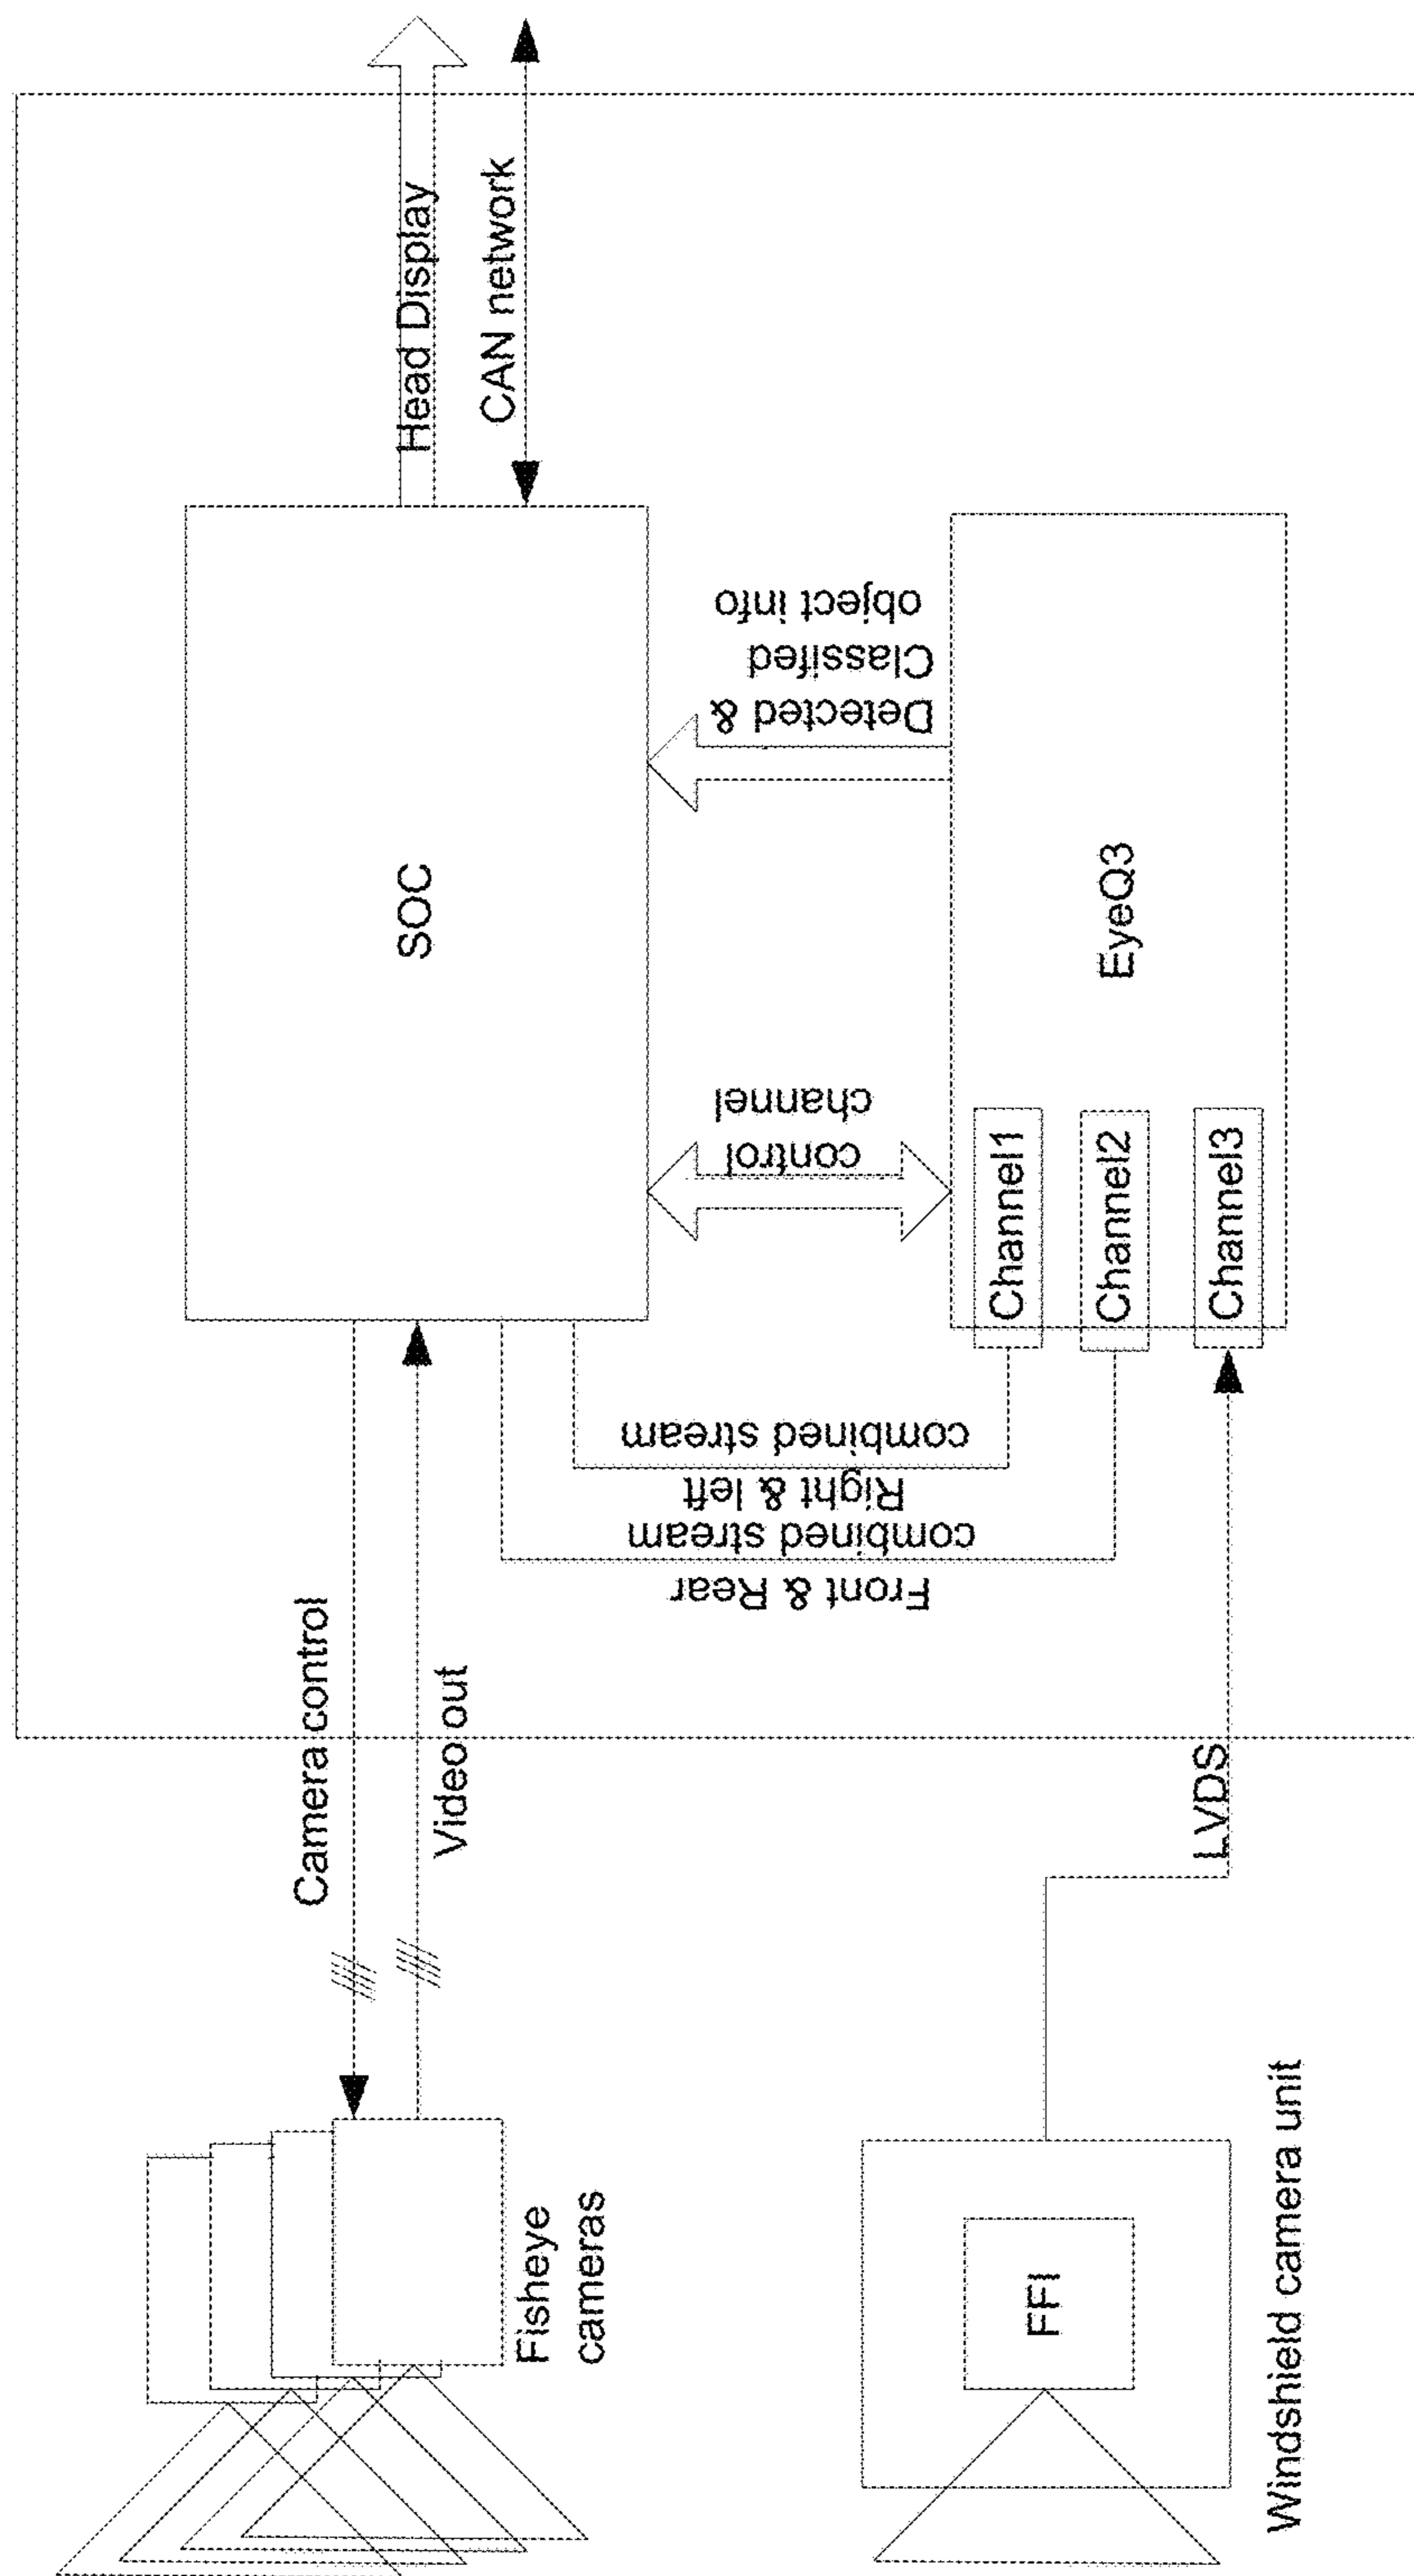 Head Display
CAN network
SOC
Detected &
Classifed
object info
control
channel
EyeQ3
Channel1
Channel2
Channel3
Right & left
combined stream
Front & Rear
combined stream
Camera control
Video out
LVDS
Fisheye
cameras
FFI
Windshield camera unit